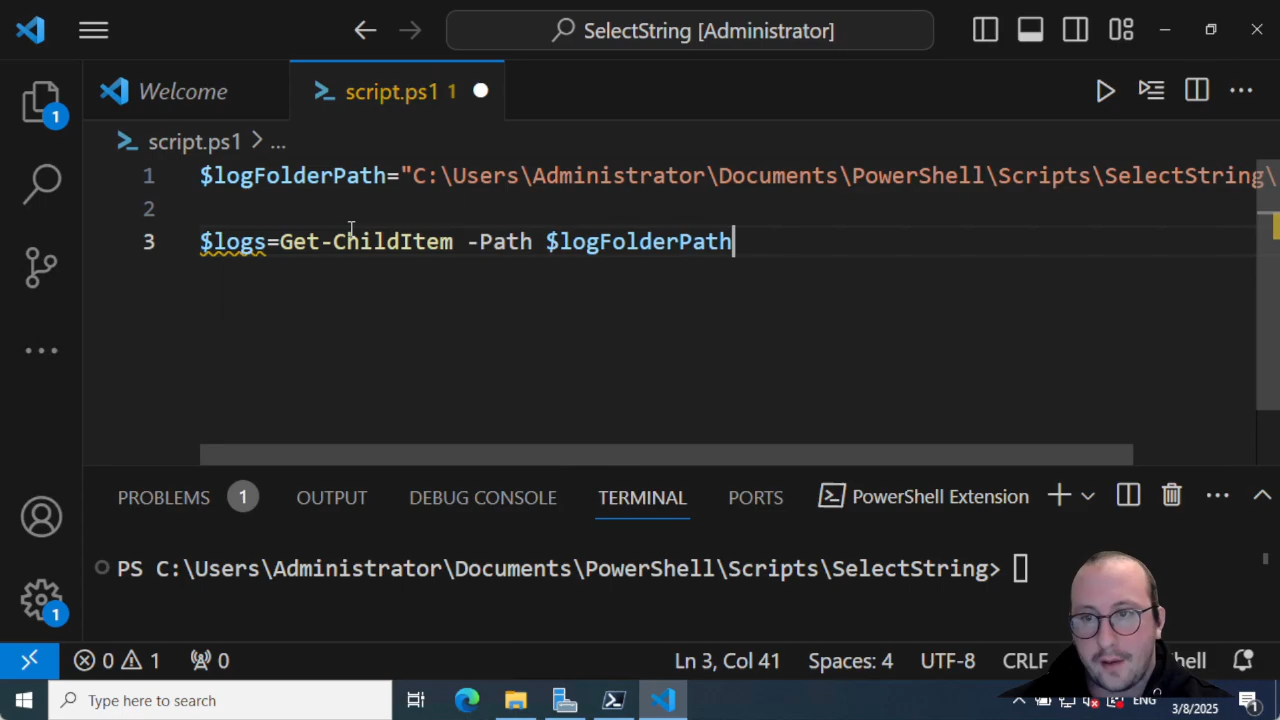 SelectString [Administrator]
Welcome
script.ps1 1
script.ps1 > ...
1 $logFolderPath="C:\Users\Administrator\Documents\PowerShell\Scripts\SelectString\
2
3 $logs=Get-ChildItem -Path $logFolderPath
1
PROBLEMS 1 OUTPUT DEBUG CONSOLE TERMINAL PORTS PowerShell Extension
PS C:\Users\Administrator\Documents\PowerShell\Scripts\SelectString>
1
0 1 0 Ln 3, Col 41 Spaces: 4 UTF-8 CRLF
Type here to search
ENG
3/8/2025
1